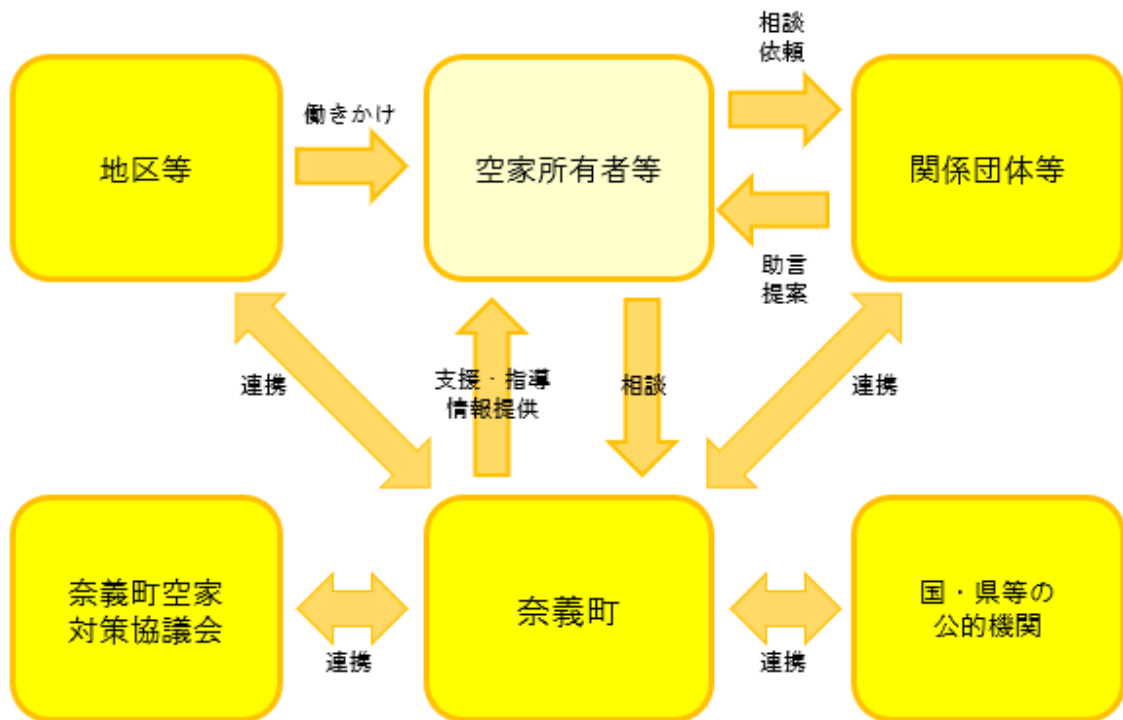 相談
依頼
働きかけ
地区等
空家所有者等
関係団体等
助言
提案
連携
支援・指導
情報提供
相談
連携
奈義町空家
対策協議会
奈義町
国・県等の
公的機関
連携
連携